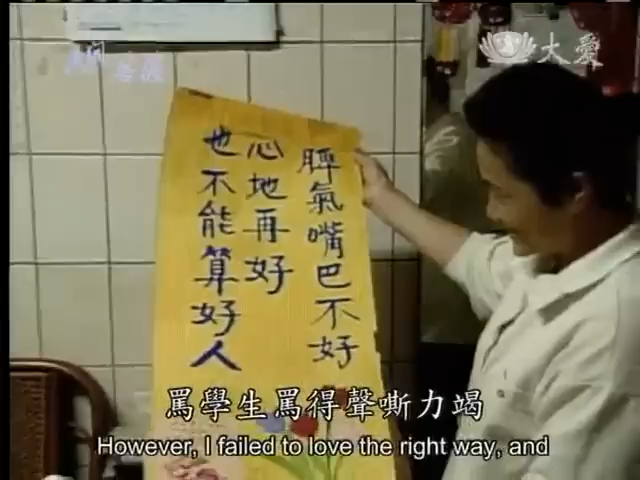 大愛
脾氣嘴巴不好
心地再好
也不能算好人
罵學生罵得聲嘶力竭
However, I failed to love the right way, and